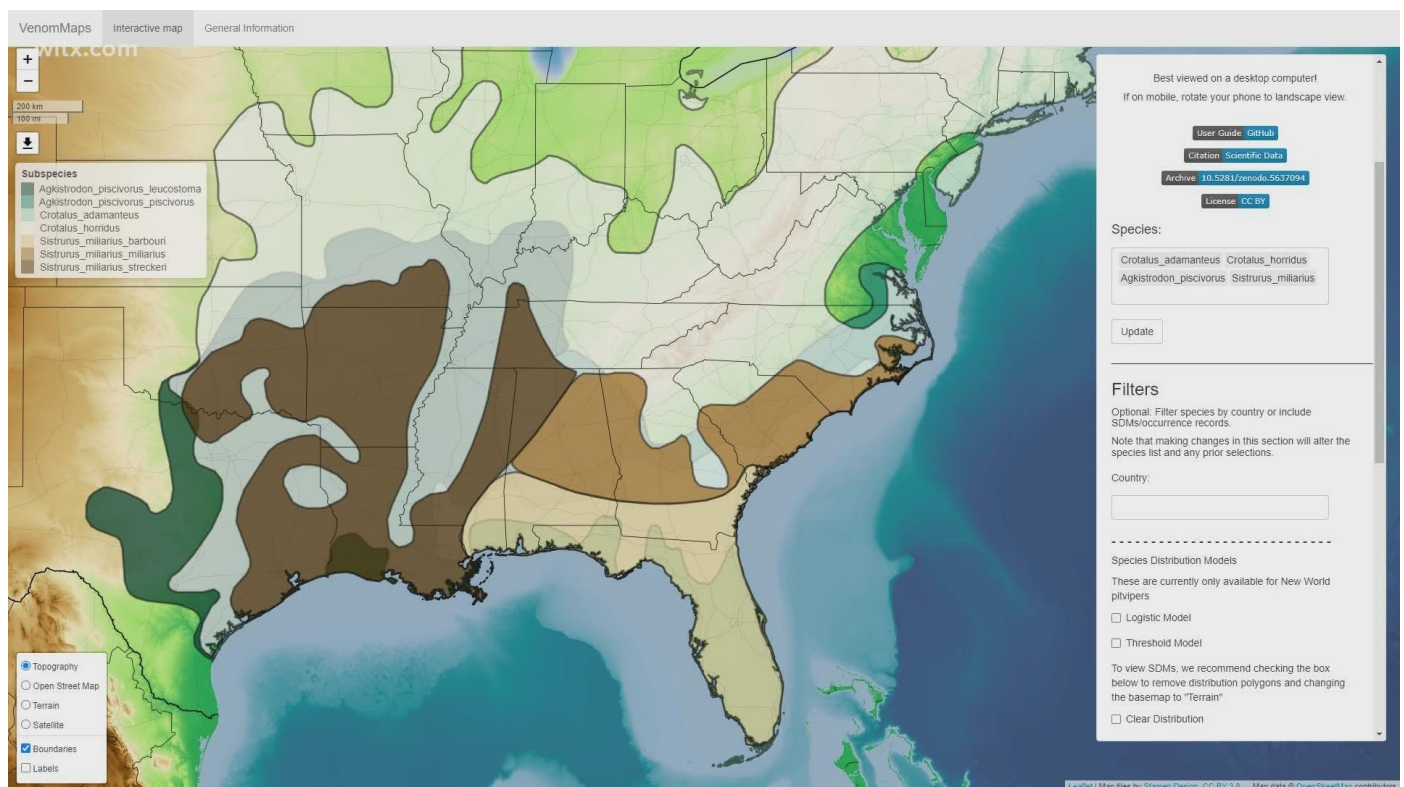 VenomMaps Interactive map General Information
+
−
200 km
100 mi
Subspecies
Agkistrodon_piscivorus_leucostoma
Agkistrodon_piscivorus_piscivorus
Crotalus_adamanteus
Crotalus_horridus
Sistrurus_miliarius_barbouri
Sistrurus_miliarius_miliarius
Sistrurus_miliarius_streckeri
Topography
Open Street Map
Terrain
Satellite
Boundaries
Labels
Best viewed on a desktop computer!
If on mobile, rotate your phone to landscape view.
User Guide GitHub
Citation Scientific Data
Archive 10.5281/zenodo.5637094
License CC BY
Species:
Crotalus_adamanteus Crotalus_horridus
Agkistrodon_piscivorus Sistrurus_miliarius
Update
Filters
Optional: Filter species by country or include
SDMs/occurrence records.
Note that making changes in this section will alter the
species list and any prior selections.
Country:
Species Distribution Models
These are currently only available for New World
pitvipers
Logistic Model
Threshold Model
To view SDMs, we recommend checking the box
below to remove distribution polygons and changing
the basemap to "Terrain"
Clear Distribution